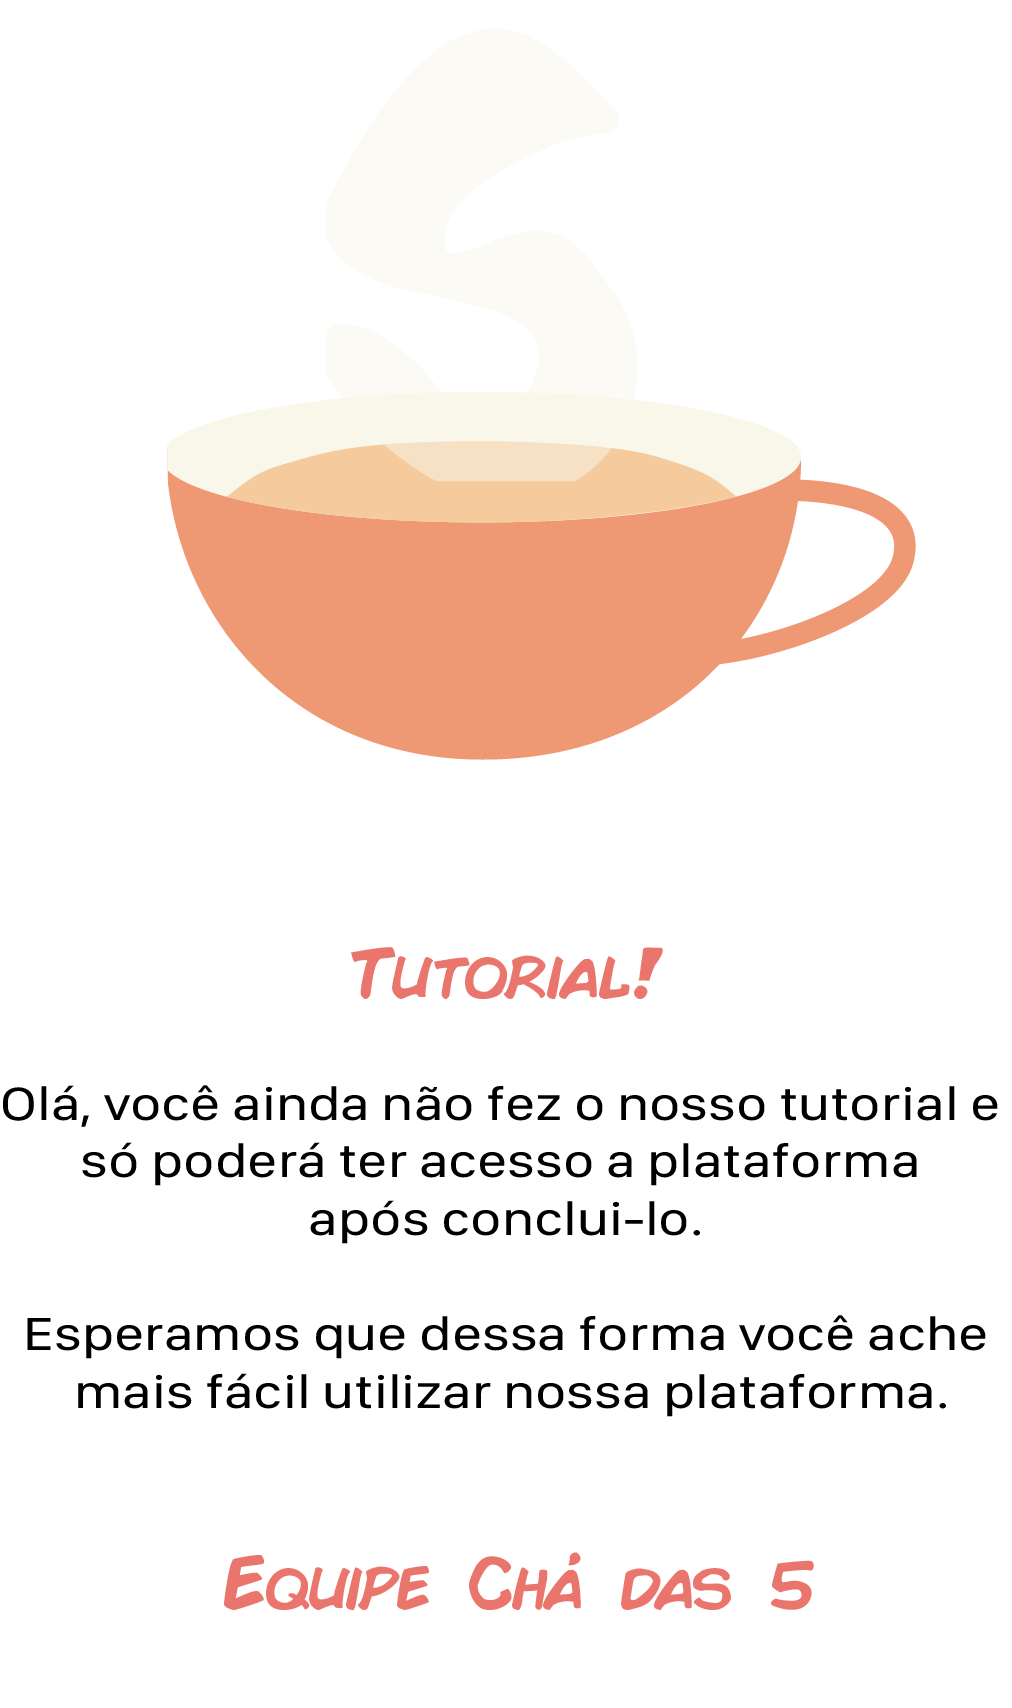 Tutorial!
Olá, você ainda não fez o nosso tutorial e
só poderá ter acesso a plataforma
após conclui-lo.
Esperamos que dessa forma você ache
mais fácil utilizar nossa plataforma.
Equipe Chá das 5